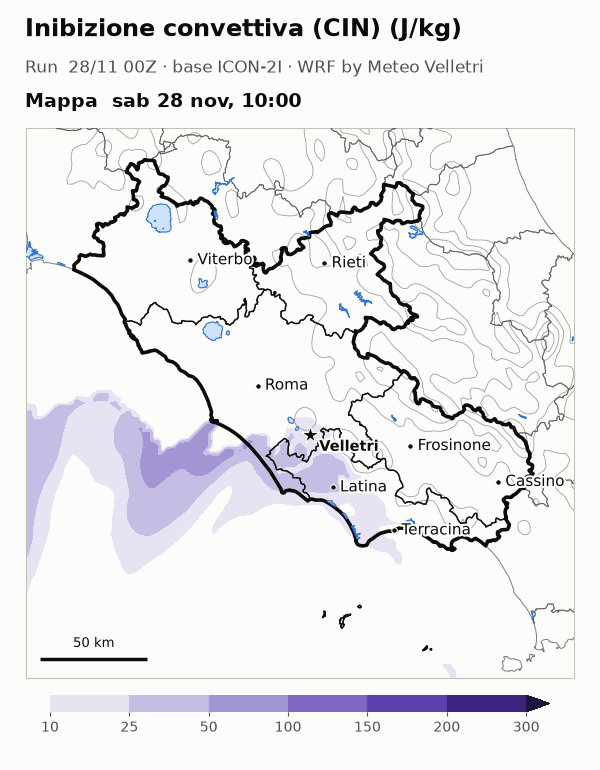 Inibizione convettiva (CIN) (J/kg)
Run  28/11 00Z · base ICON-2I · WRF by Meteo Velletri
Mappa  sab 28 nov, 10:00
Viterbo
Rieti
Roma
Velletri
Frosinone
Cassino
Latina
Terracina
50 km
10 25 50 100 150 200 300